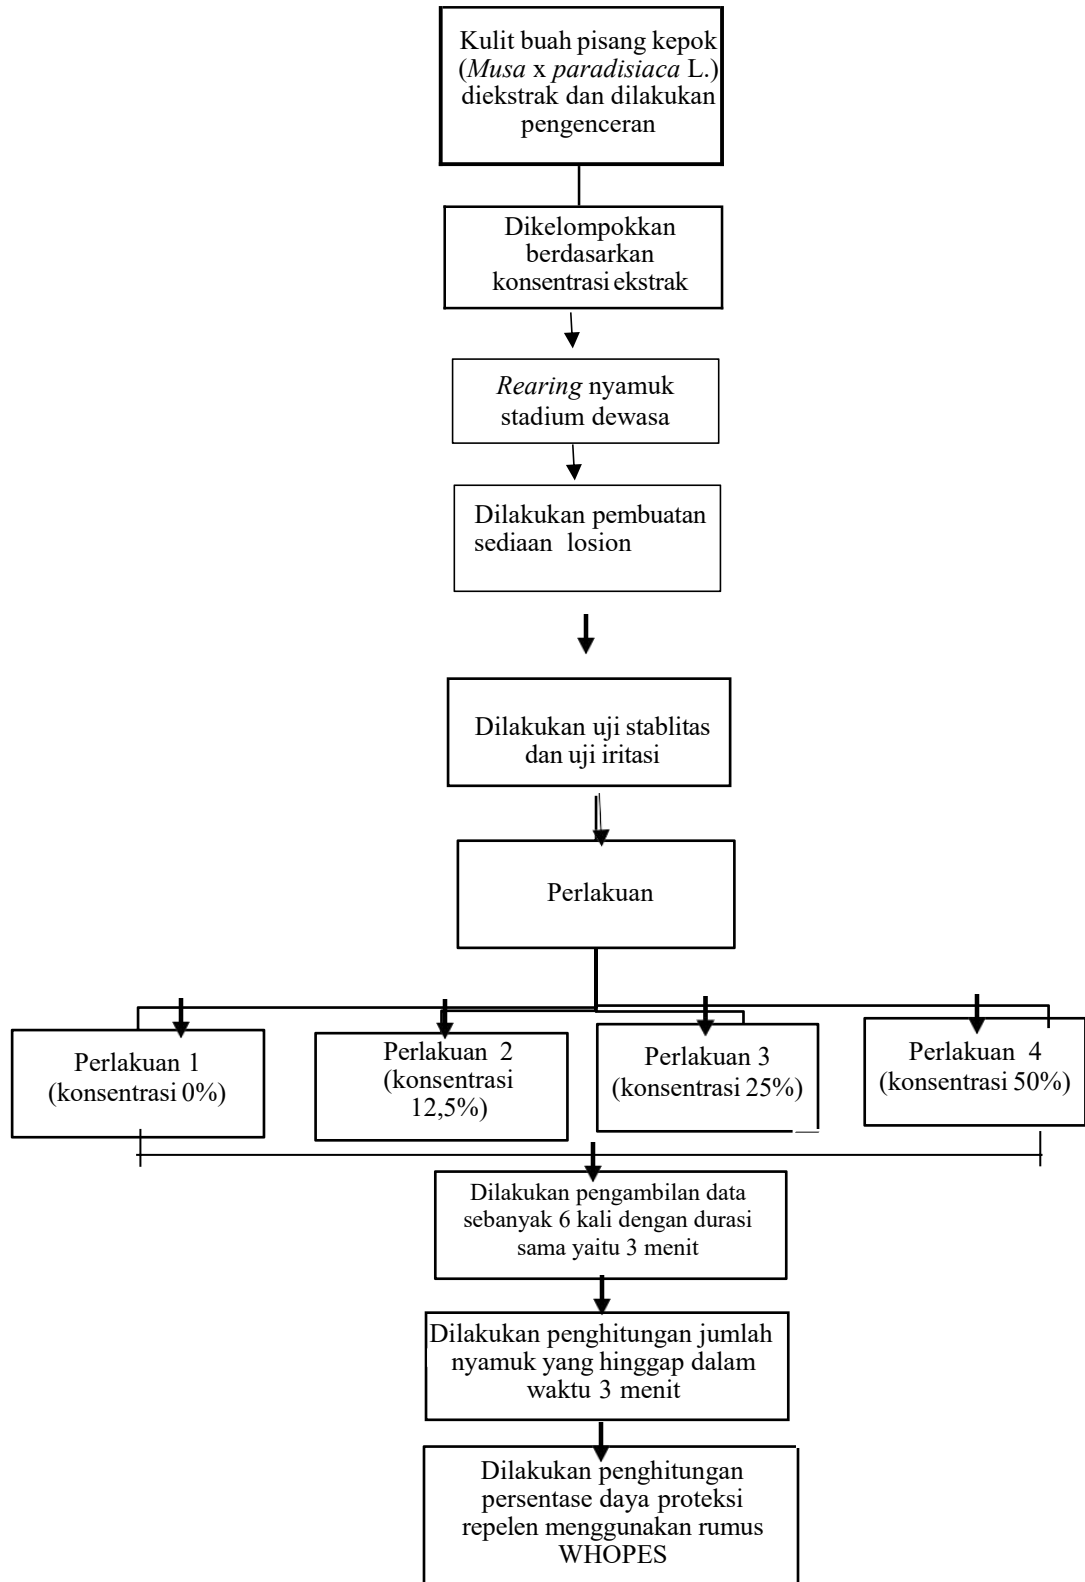 Kulit buah pisang kepok
(Musa x paradisiaca L.)
diekstrak dan dilakukan
pengenceran
Dikelompokkan
berdasarkan
konsentrasi ekstrak
Rearing nyamuk
stadium dewasa
Dilakukan pembuatan
sediaan losion
Dilakukan uji stablitas
dan uji iritasi
Perlakuan
Perlakuan 1
(konsentrasi 0%)
Perlakuan 2
(konsentrasi
12,5%)
Perlakuan 3
(konsentrasi 25%)
Perlakuan 4
(konsentrasi 50%)
Dilakukan pengambilan data
sebanyak 6 kali dengan durasi
sama yaitu 3 menit
Dilakukan penghitungan jumlah
nyamuk yang hinggap dalam
waktu 3 menit
Dilakukan penghitungan
persentase daya proteksi
repelen menggunakan rumus
WHOPES